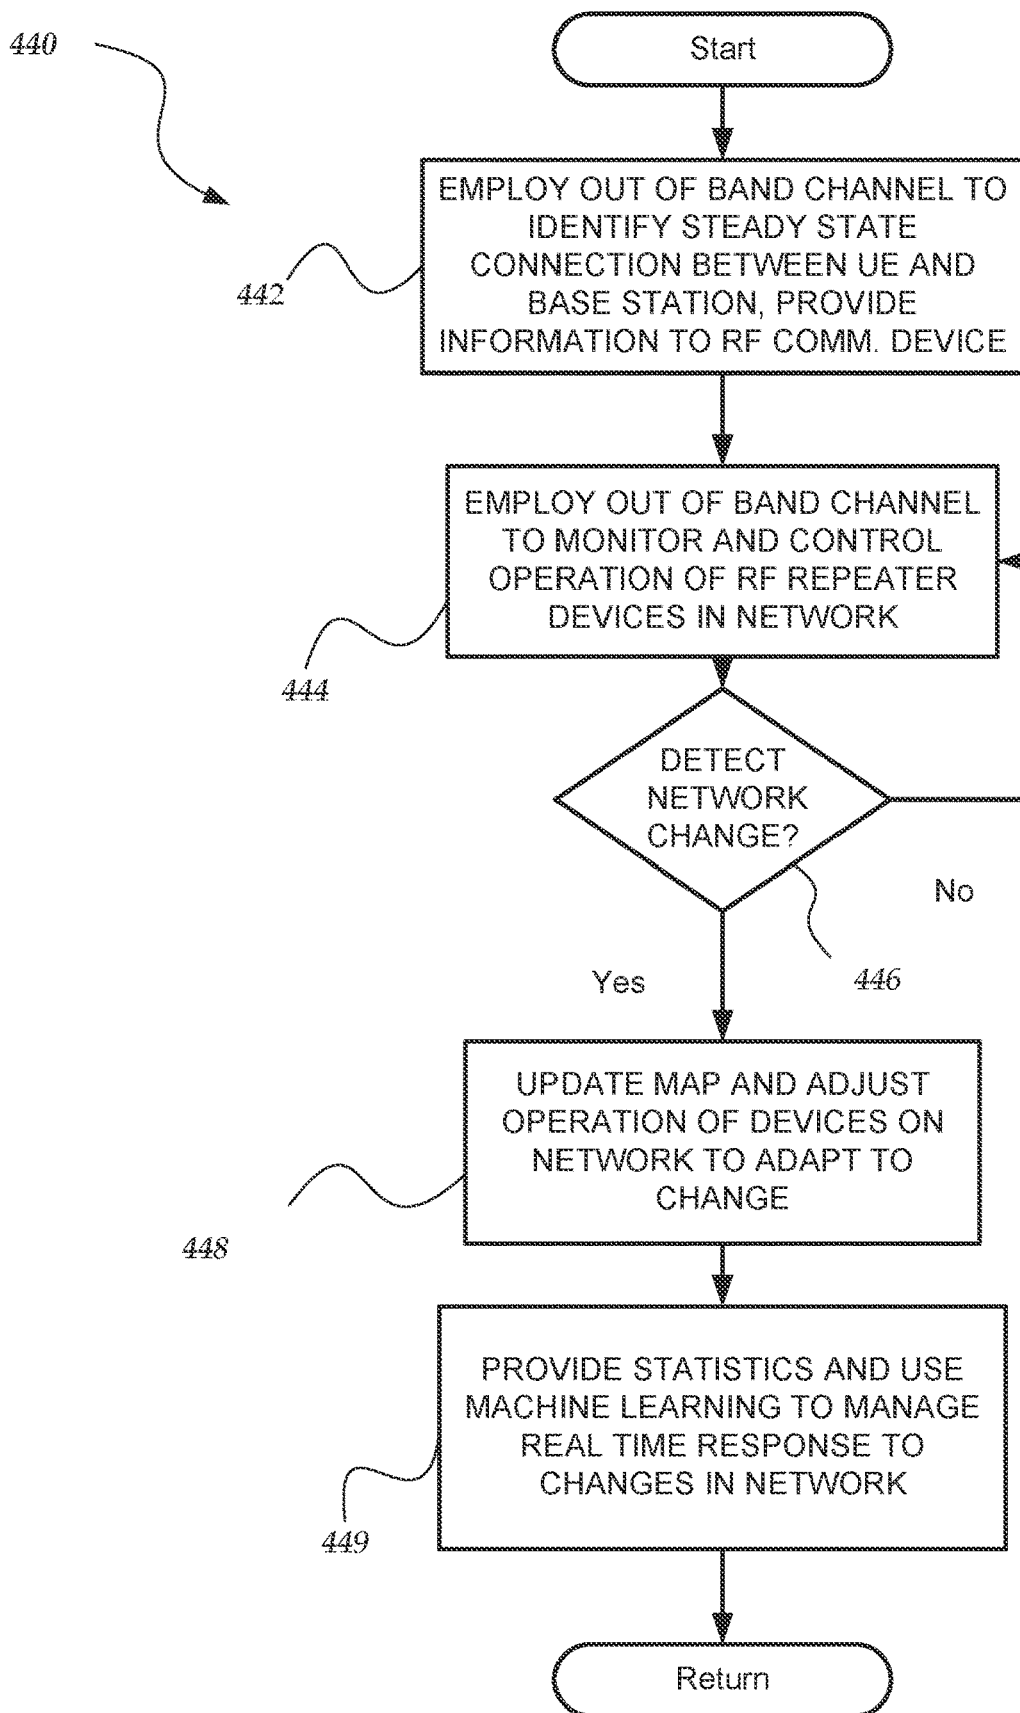 440
Start
EMPLOY OUT OF BAND CHANNEL TO
IDENTIFY STEADY STATE
CONNECTION BETWEEN UE AND
BASE STATION, PROVIDE
INFORMATION TO RF COMM. DEVICE
442
EMPLOY OUT OF BAND CHANNEL
TO MONITOR AND CONTROL
OPERATION OF RF REPEATER
DEVICES IN NETWORK
444
DETECT
NETWORK
CHANGE?
No
446
Yes
UPDATE MAP AND ADJUST
OPERATION OF DEVICES ON
NETWORK TO ADAPT TO
CHANGE
448
PROVIDE STATISTICS AND USE
MACHINE LEARNING TO MANAGE
REAL TIME RESPONSE TO
CHANGES IN NETWORK
449
Return